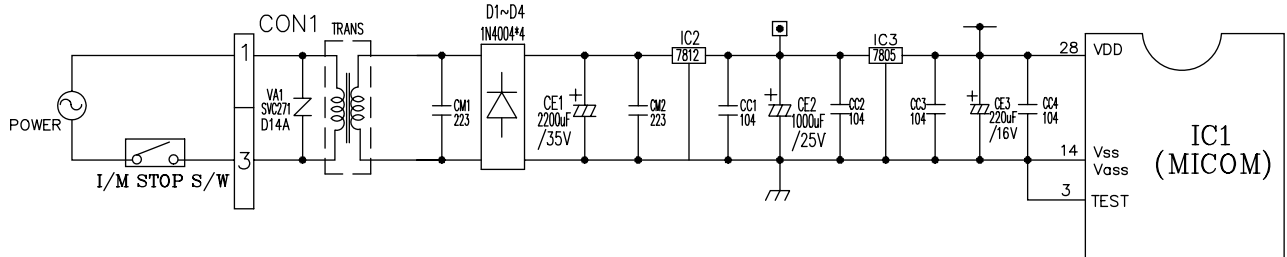 POWER
I/M STOP S/W
CON1
1
3
VA1
SVC271
D14A
TRANS
CM1
223
D1~D4
1N4004*4
CE1
2200uF
/35V
+
CM2
223
IC2
7812
CC1
104
+
CE2
1000uF
/25V
CC2
104
IC3
7805
CC3
104
+
CE3
220uF
/16V
CC4
104
28
VDD
14
Vss
Vass
3
TEST
IC1
(MICOM)